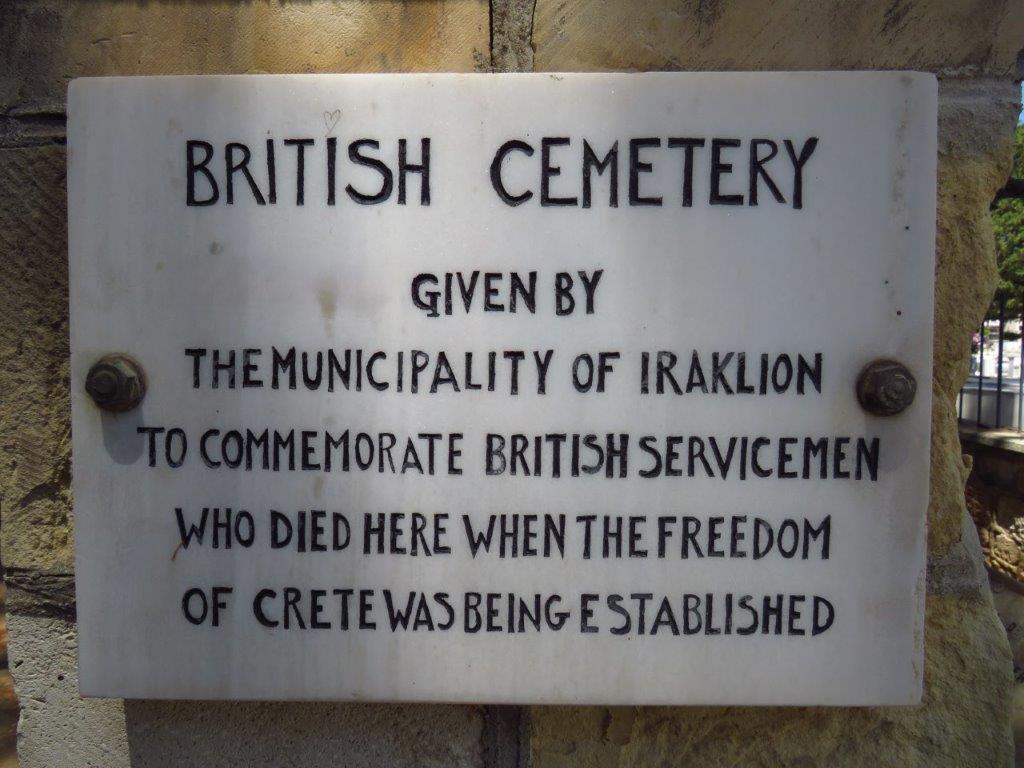 BRITISH CEMETERY
GIVEN BY
THE MUNICIPALITY OF IRAKLION
TO COMMEMORATE BRITISH SERVICEMEN
WHO DIED HERE WHEN THE FREEDOM
OF CRETE WAS BEING ESTABLISHED